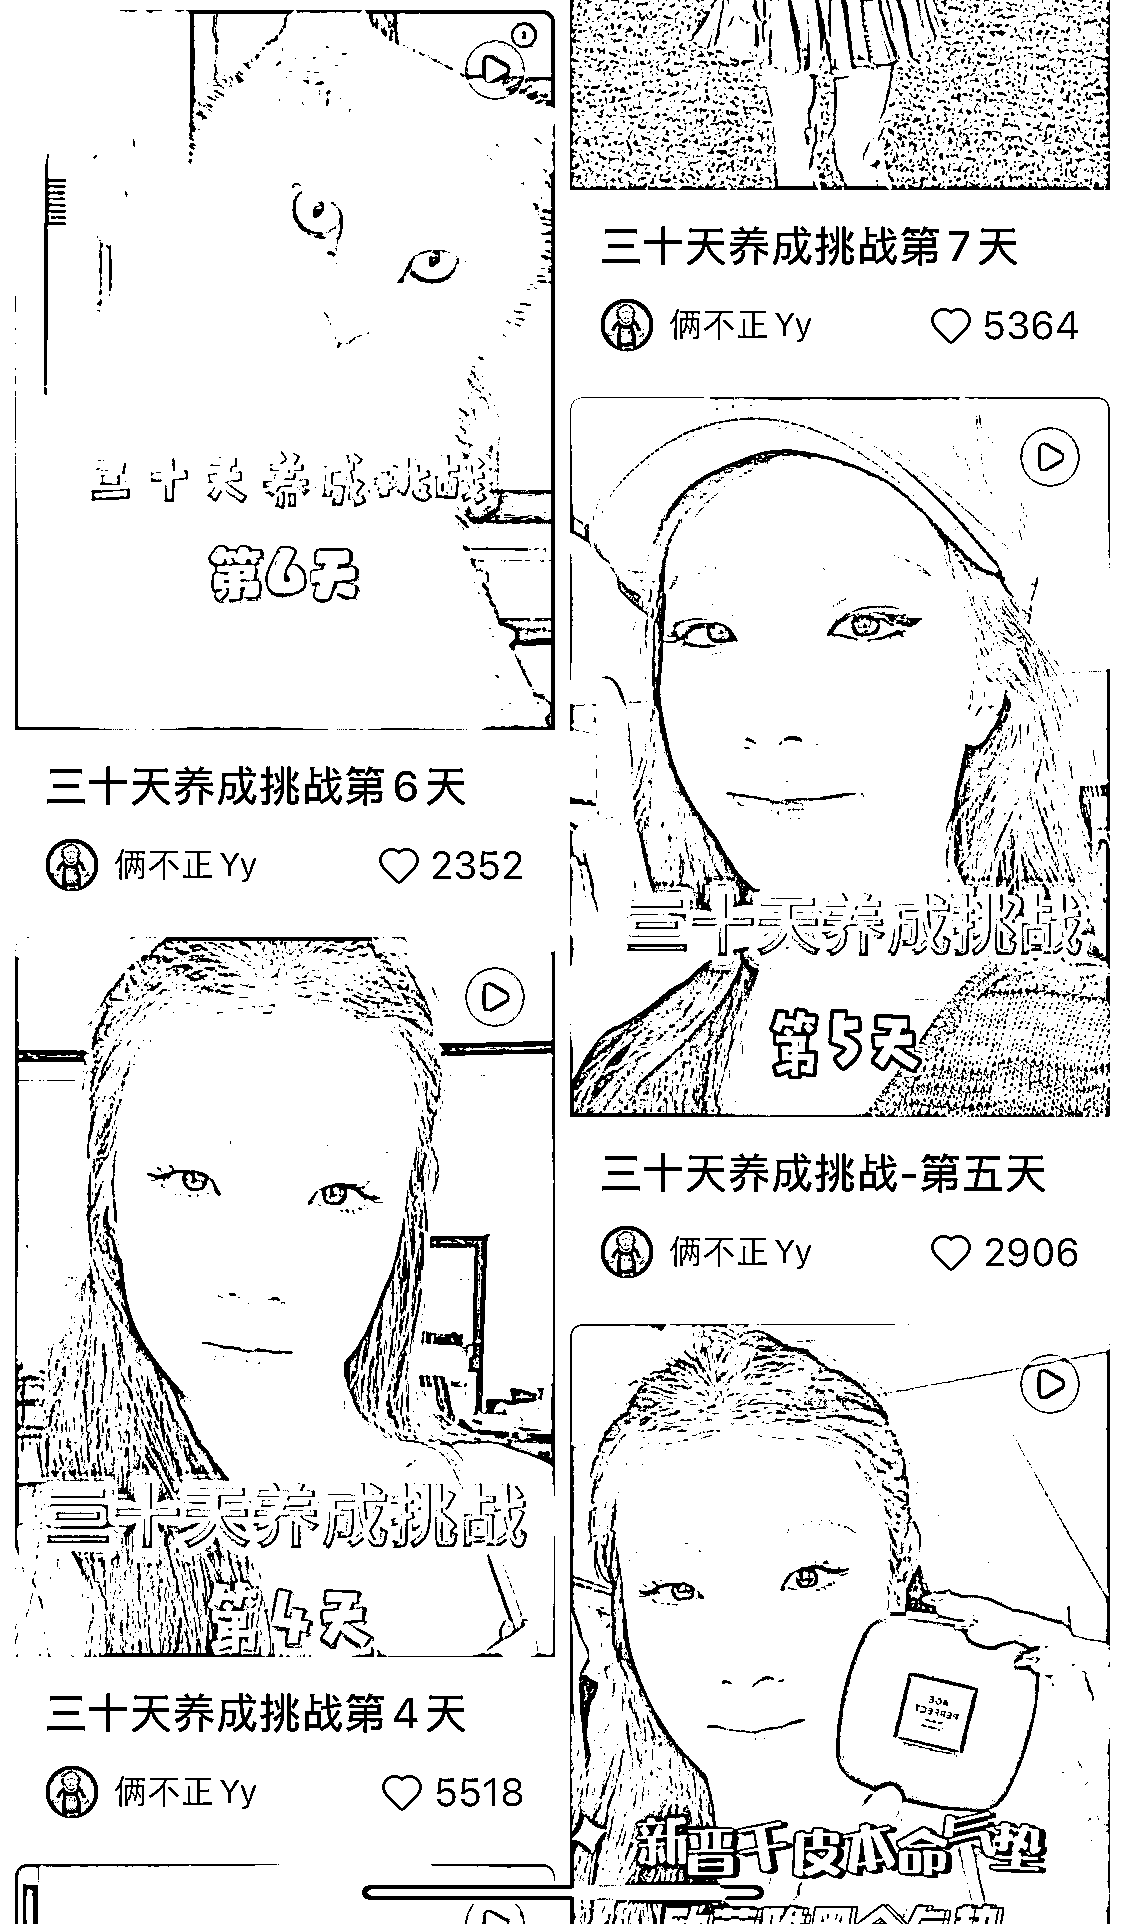 三十天养成挑战
第6天
三十天养成挑战第6天
俩不正Yy
2352
三十天养成挑战
第4天
三十天养成挑战第4天
俩不正Yy
5518
三十天养成挑战第7天
俩不正Yy
5364
三十天养成挑战
第5天
三十天养成挑战-第五天
俩不正Yy
2906
ACE
PERFECT
新晋干皮本命气垫